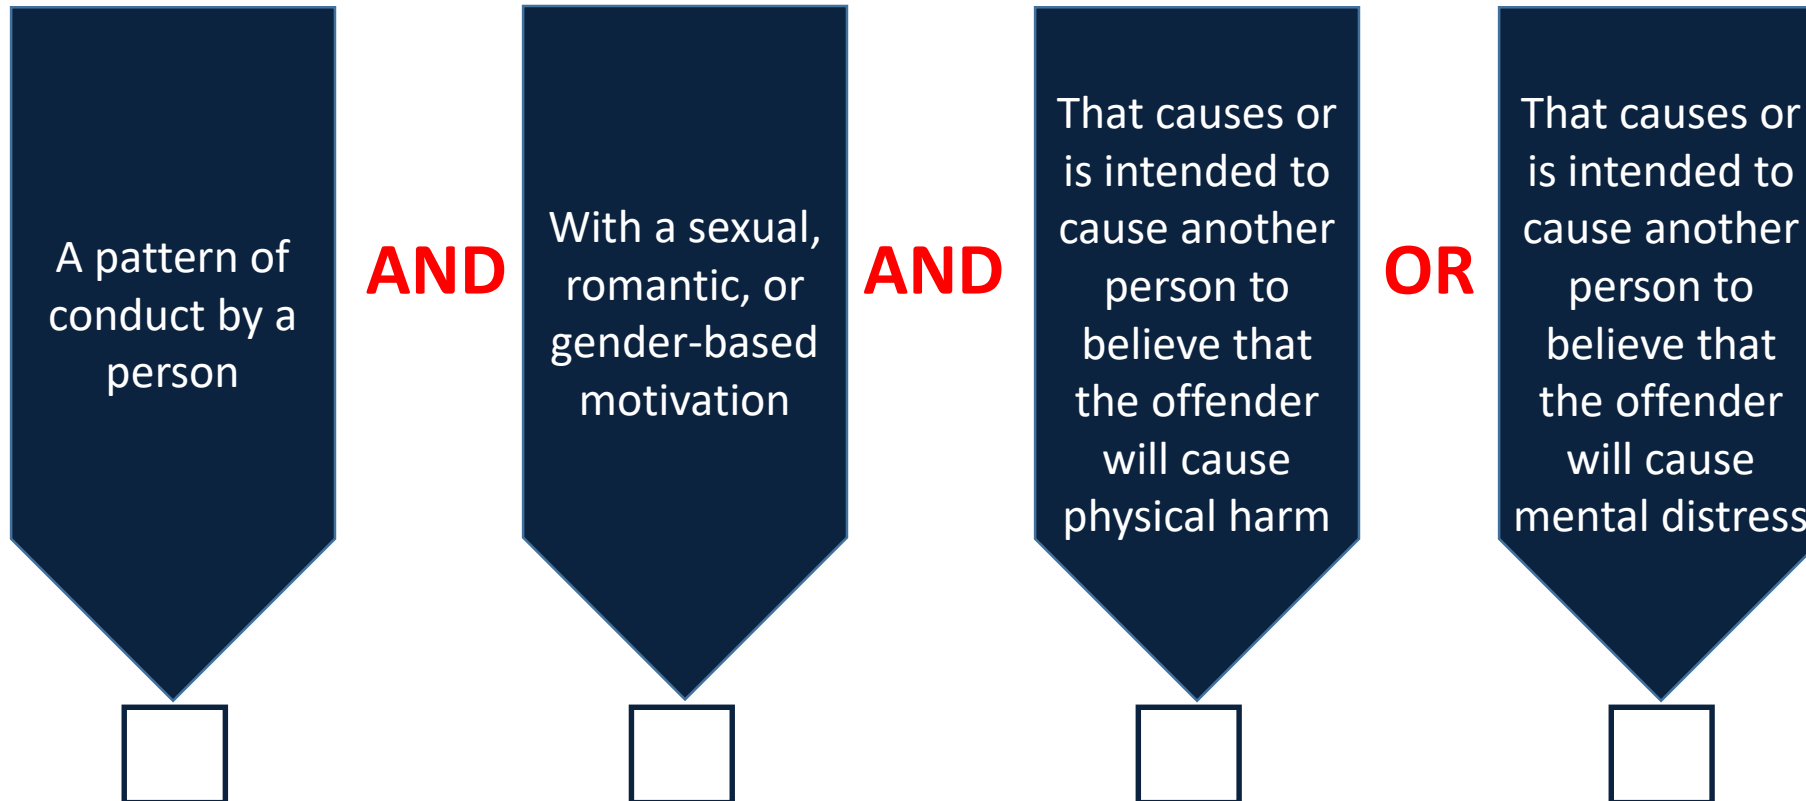 A pattern of
conduct by a
person
AND
With a sexual,
romantic, or
gender-based
motivation
AND
That causes or
is intended to
cause another
person to
believe that
the offender
will cause
physical harm
OR
That causes or
is intended to
cause another
person to
believe that
the offender
will cause
mental distress